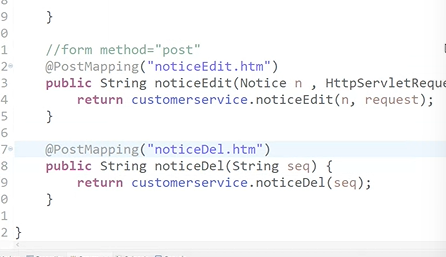 9 }
0
1 //form method="post"
2 @PostMapping("noticeEdit.htm")
3 public String noticeEdit(Notice n , HttpServletReque
4 return customerservice.noticeEdit(n, request);
5 }
6
7 @PostMapping("noticeDel.htm")
8 public String noticeDel(String seq) {
9 return customerservice.noticeDel(seq);
0 }
1
2 }